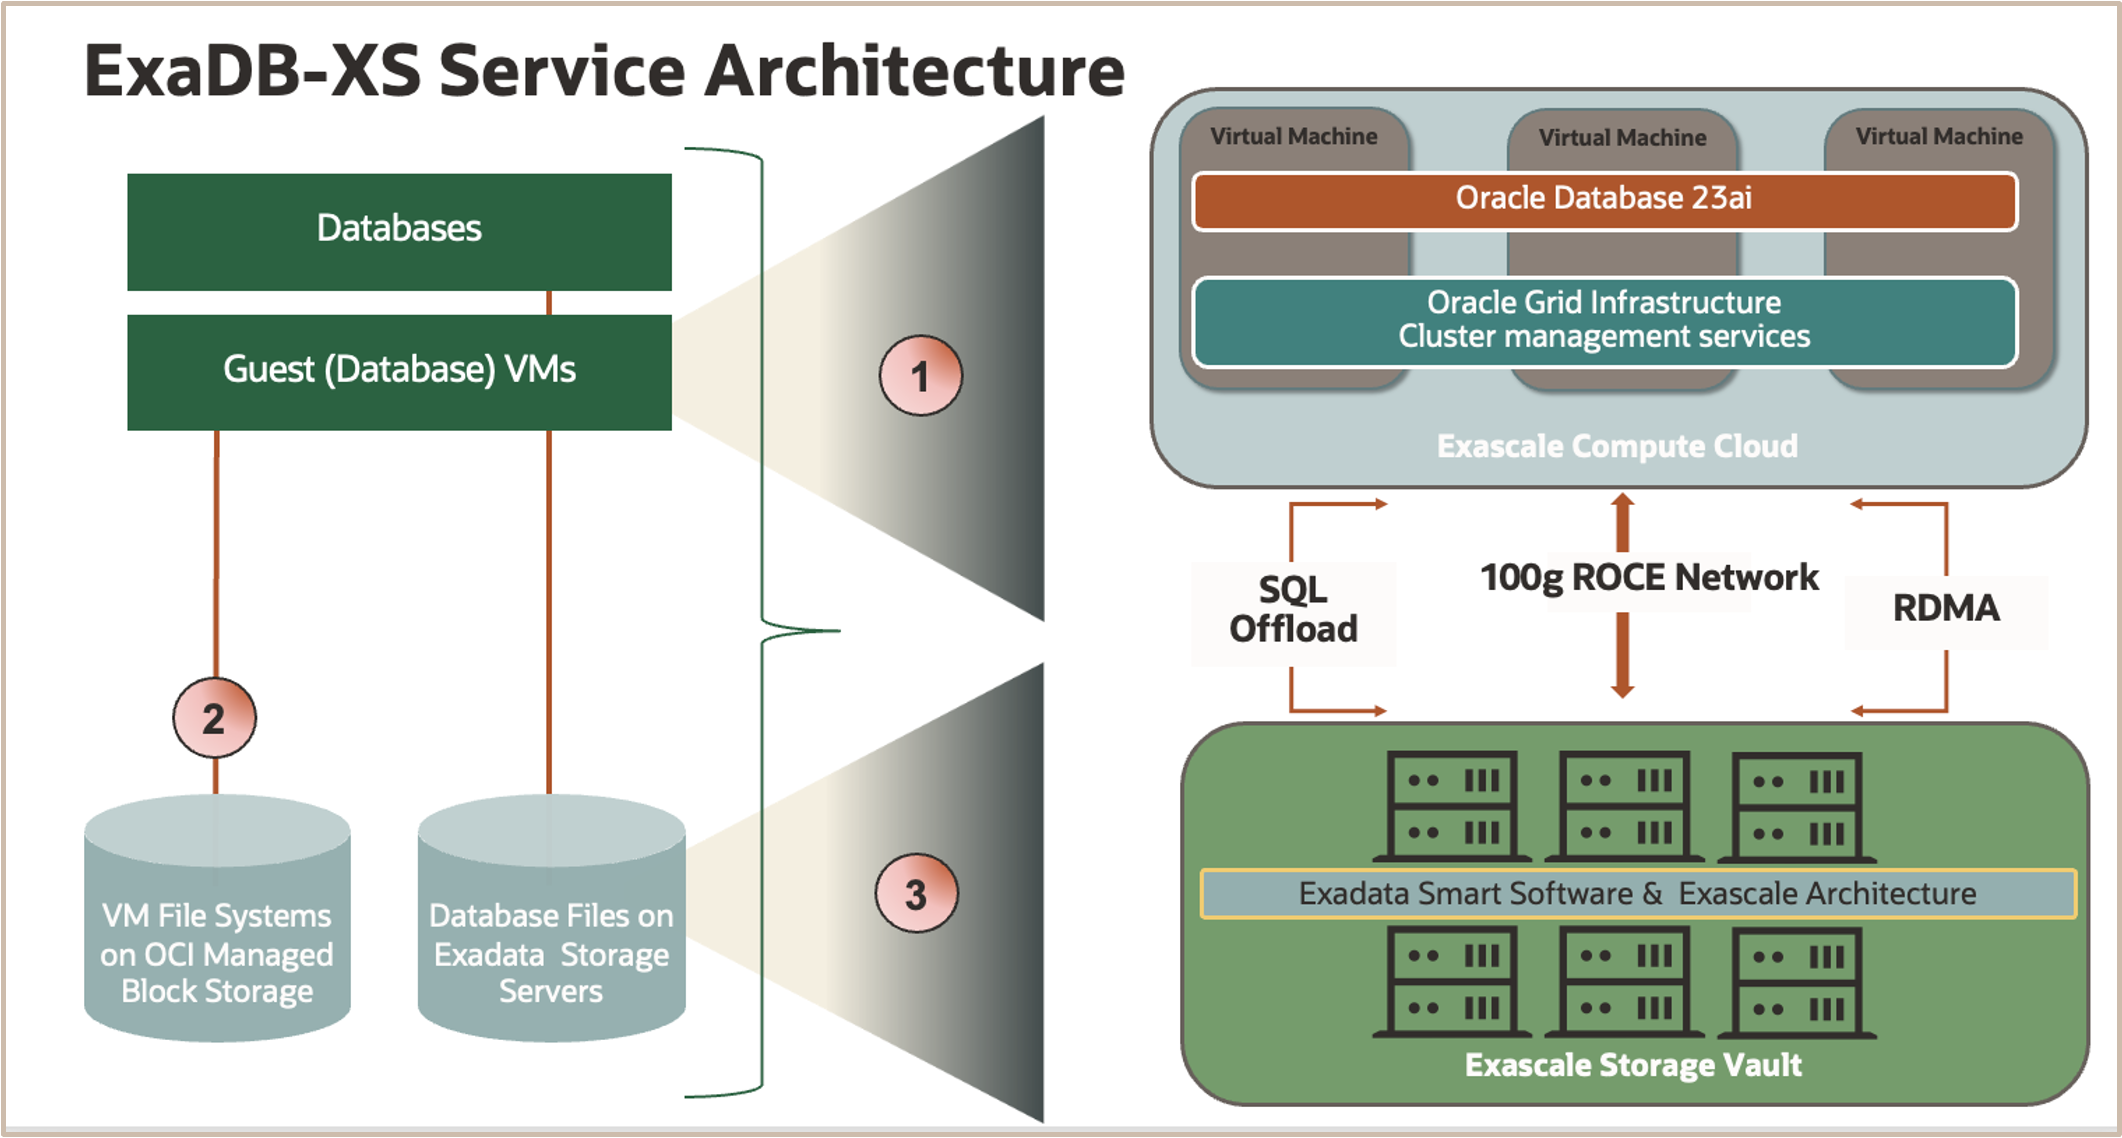 ExaDB-XS Service Architecture
Databases
Guest (Database) VMs
1
2
3
VM File Systems
on OCI Managed
Block Storage
Database Files on
Exadata  Storage
Servers
Virtual Machine
Virtual Machine
Virtual Machine
Oracle Database 23ai
Oracle Grid Infrastructure
Cluster management services
Exascale Compute Cloud
SQL
Offload
100g ROCE Network
RDMA
Exadata Smart Software &  Exascale Architecture
Exascale Storage Vault